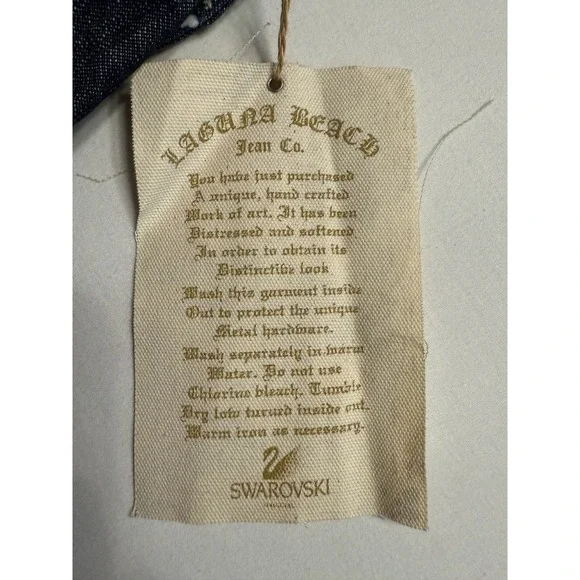 LAGUNA BEACH
Jean Co.
You have just purchased
A unique, hand crafted
Work of art. It has been
Distressed and softened
In order to obtain its
Distinctive look
Wash this garment inside
Out to protect the unique
Metal hardware.
Wash separately in warm
Water. Do not use
Chlorine bleach. Tumble
Dry low turned inside out.
Warm iron as necessary.
SWAROVSKI